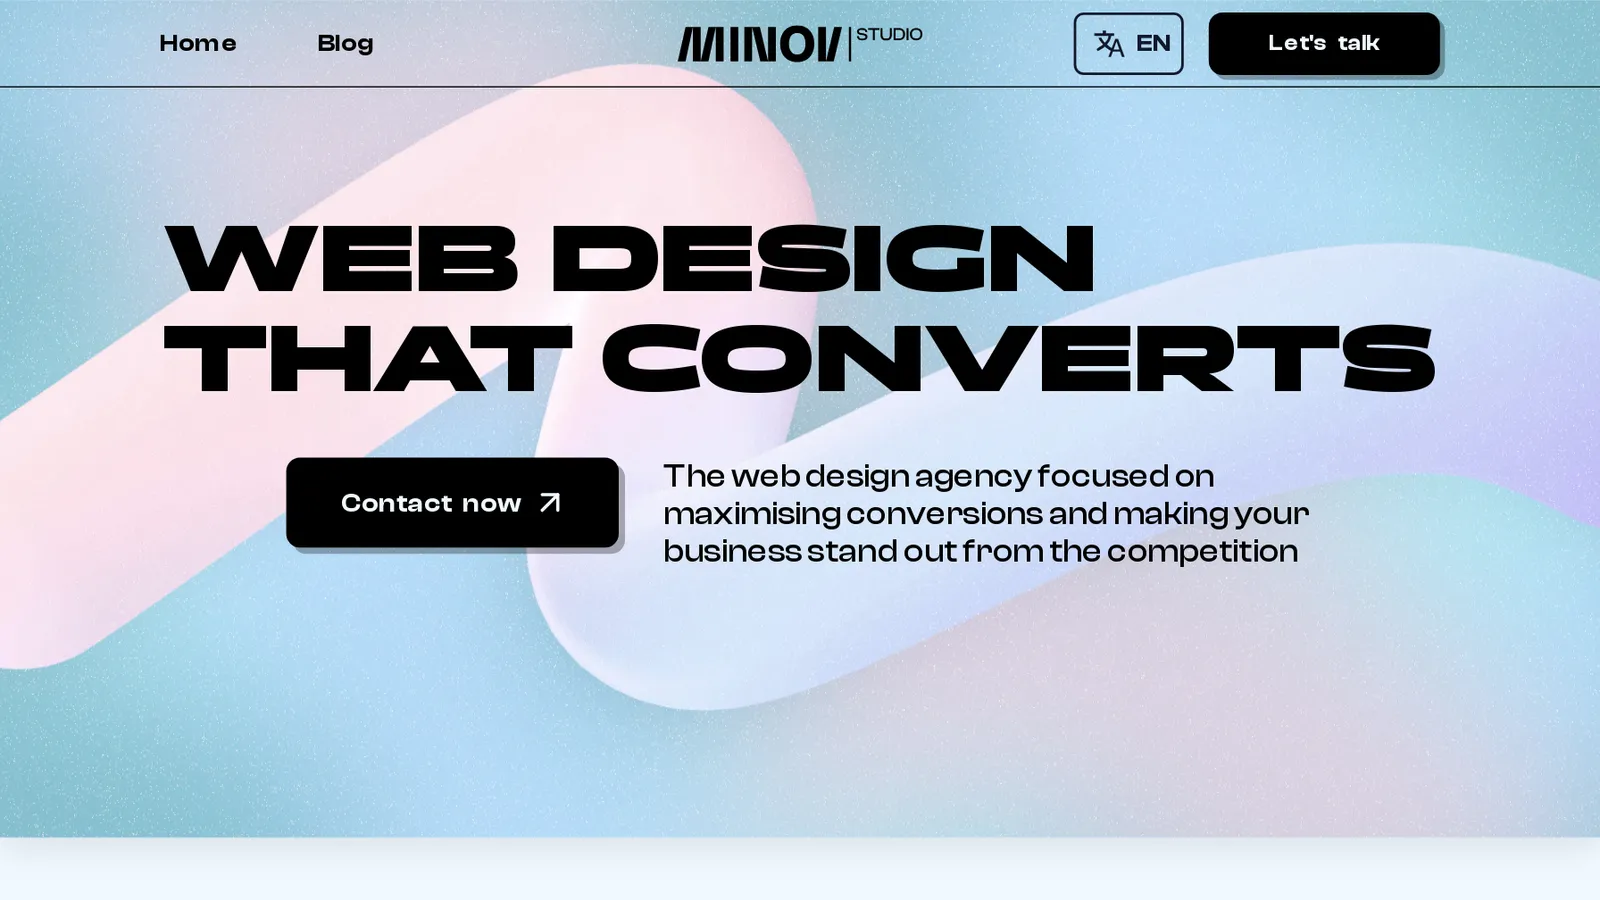 Home
Blog
MINOV STUDIO
EN
Let's talk
WEB DESIGN
THAT CONVERTS
Contact now
The web design agency focused on
maximising conversions and making your
business stand out from the competition